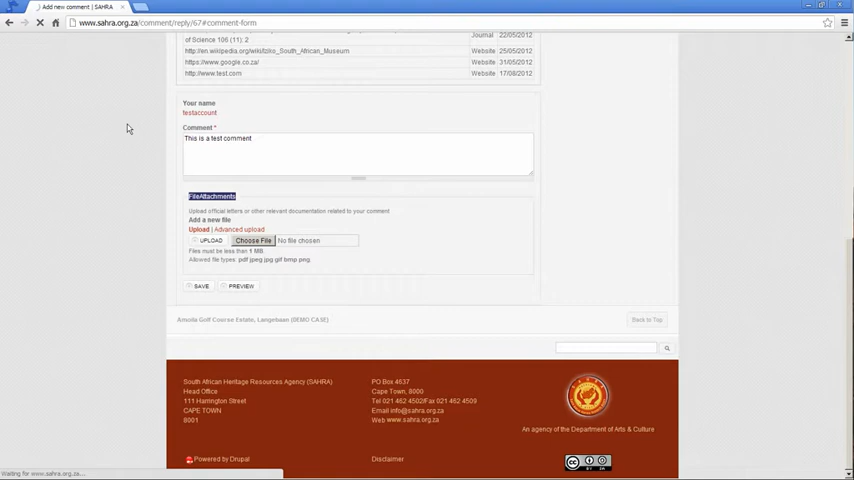 Add new comment | SAHRA
www.sahra.org.za/comment/reply/67#comment-form
of Science 106 (11): 2
Journal
22/05/2012
http://en.wikipedia.org/wiki/Iziko_South_African_Museum
Website
25/05/2012
https://www.google.co.za/
Website
31/05/2012
http://www.test.com
Website
17/08/2012
Your name
testaccount
Comment *
This is a test comment
FileAttachments
Upload official letters or other relevant documentation related to your comment
Add a new file
Upload | Advanced upload
UPLOAD
Choose File
No file chosen
Files must be less than 1 MB.
Allowed file types: pdf jpeg jpg gif bmp png.
SAVE
PREVIEW
Back to Top
South African Heritage Resources Agency (SAHRA)
Head Office
111 Harrington Street
CAPE TOWN
8001
PO Box 4637
Cape Town, 8000
Tel 021 462 4502/Fax 021 462 4509
Email info@sahra.org.za
Web www.sahra.org.za
An agency of the Department of Arts & Culture
Powered by Drupal
Disclaimer
Waiting for www.sahra.org.za...